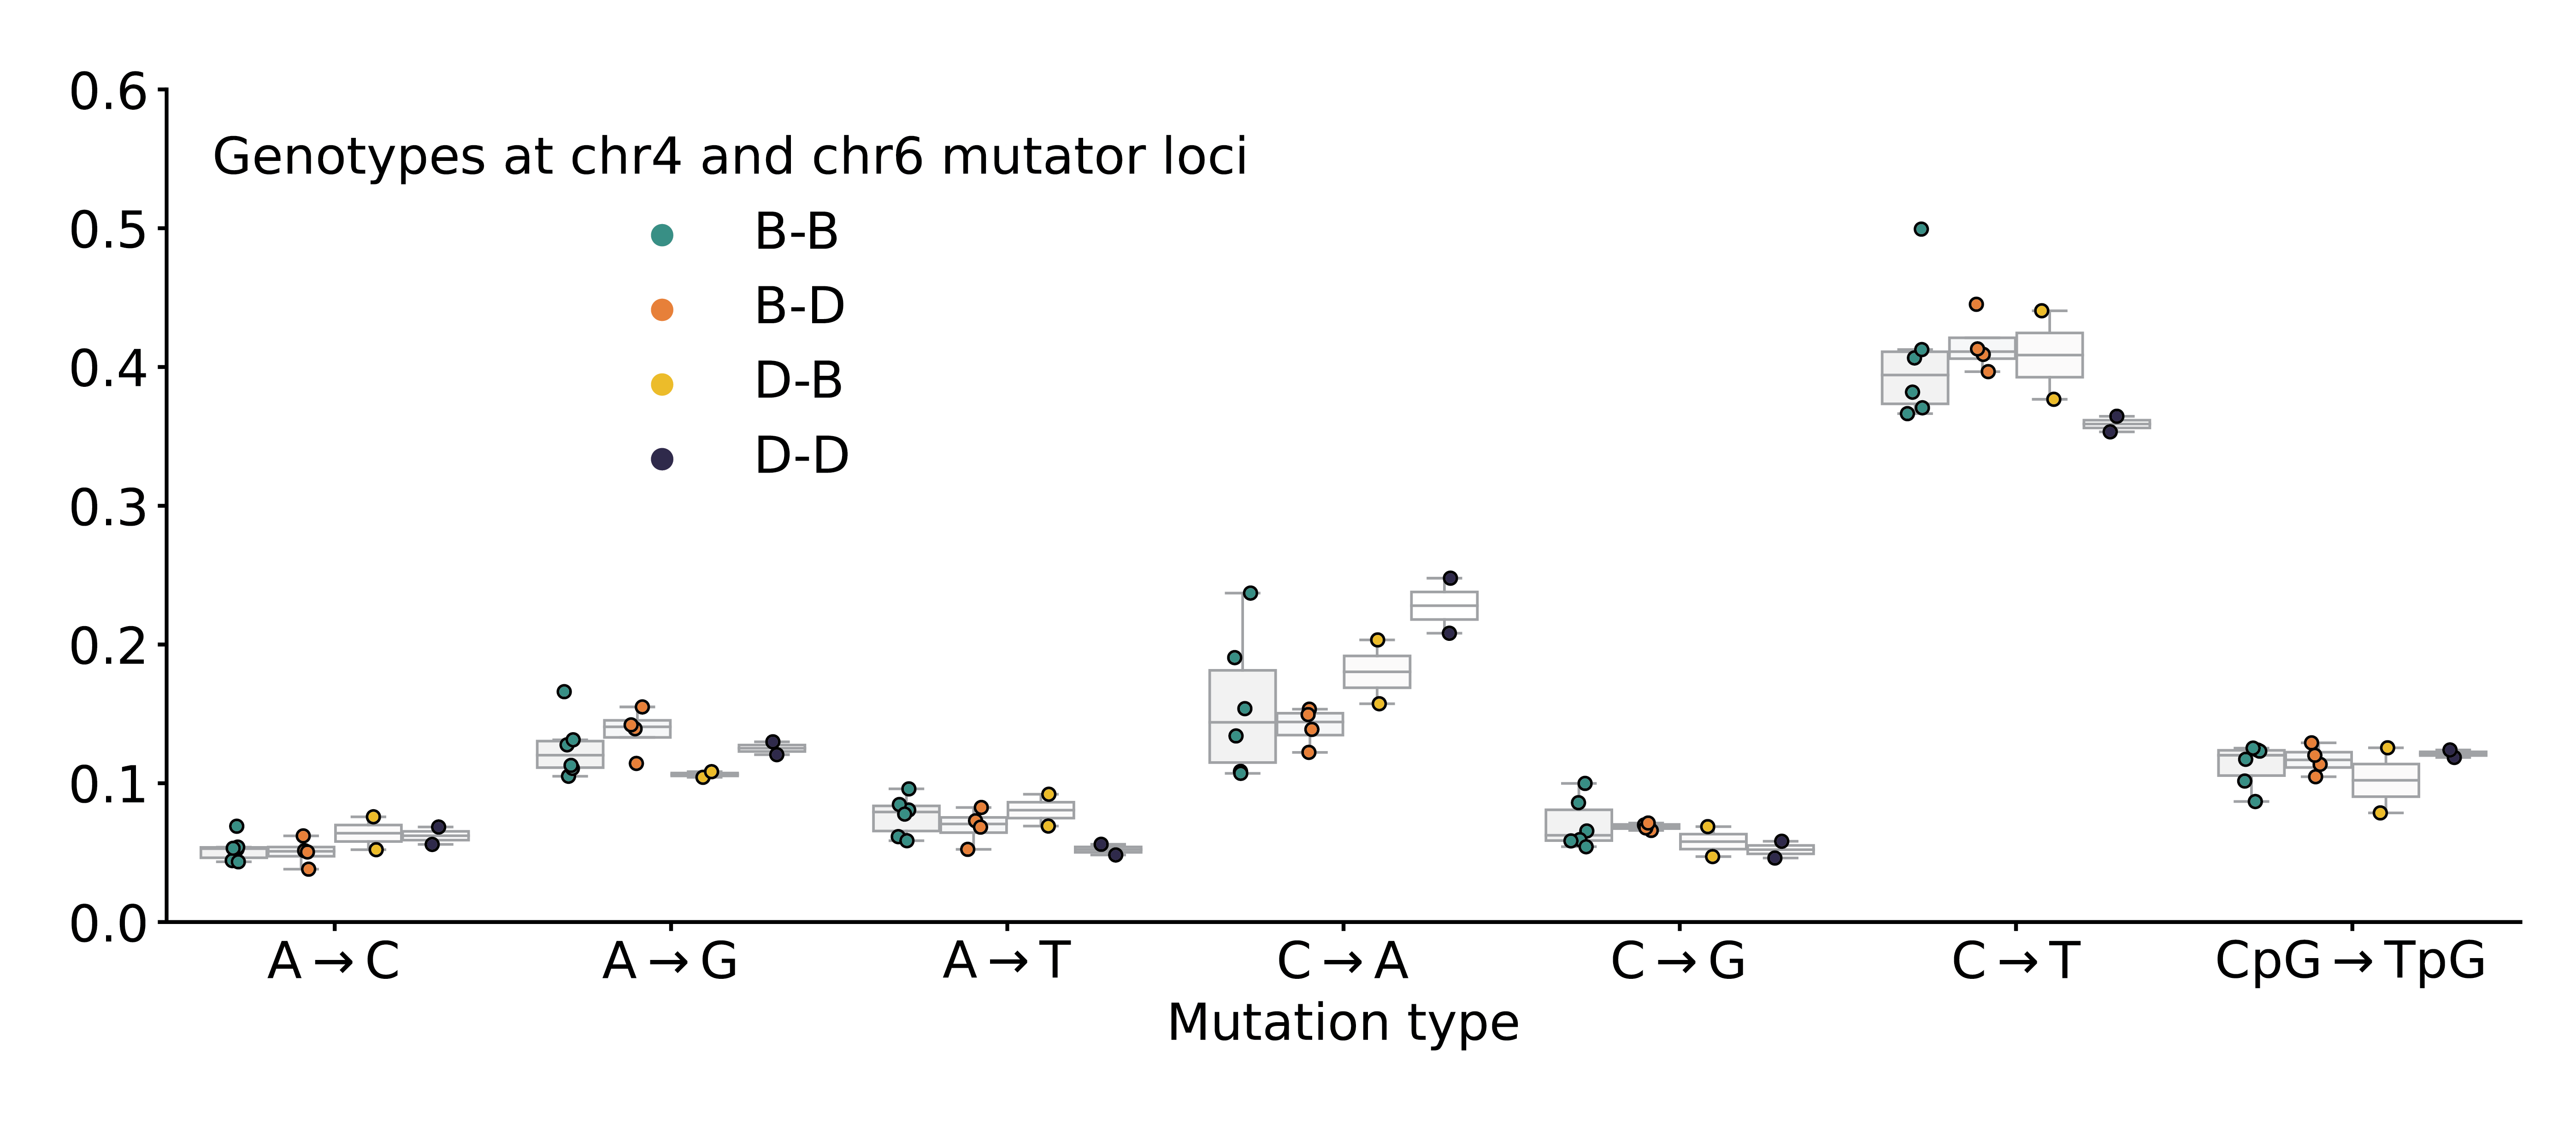 0.6
Genotypes at chr4 and chr6 mutator loci
0.5
B-B
B-D
0.4
D-B
D-D
0.3
0.2
0.1
0.0
A→C A→G A→T C→A C→G C→T CpG→TpG
Mutation type